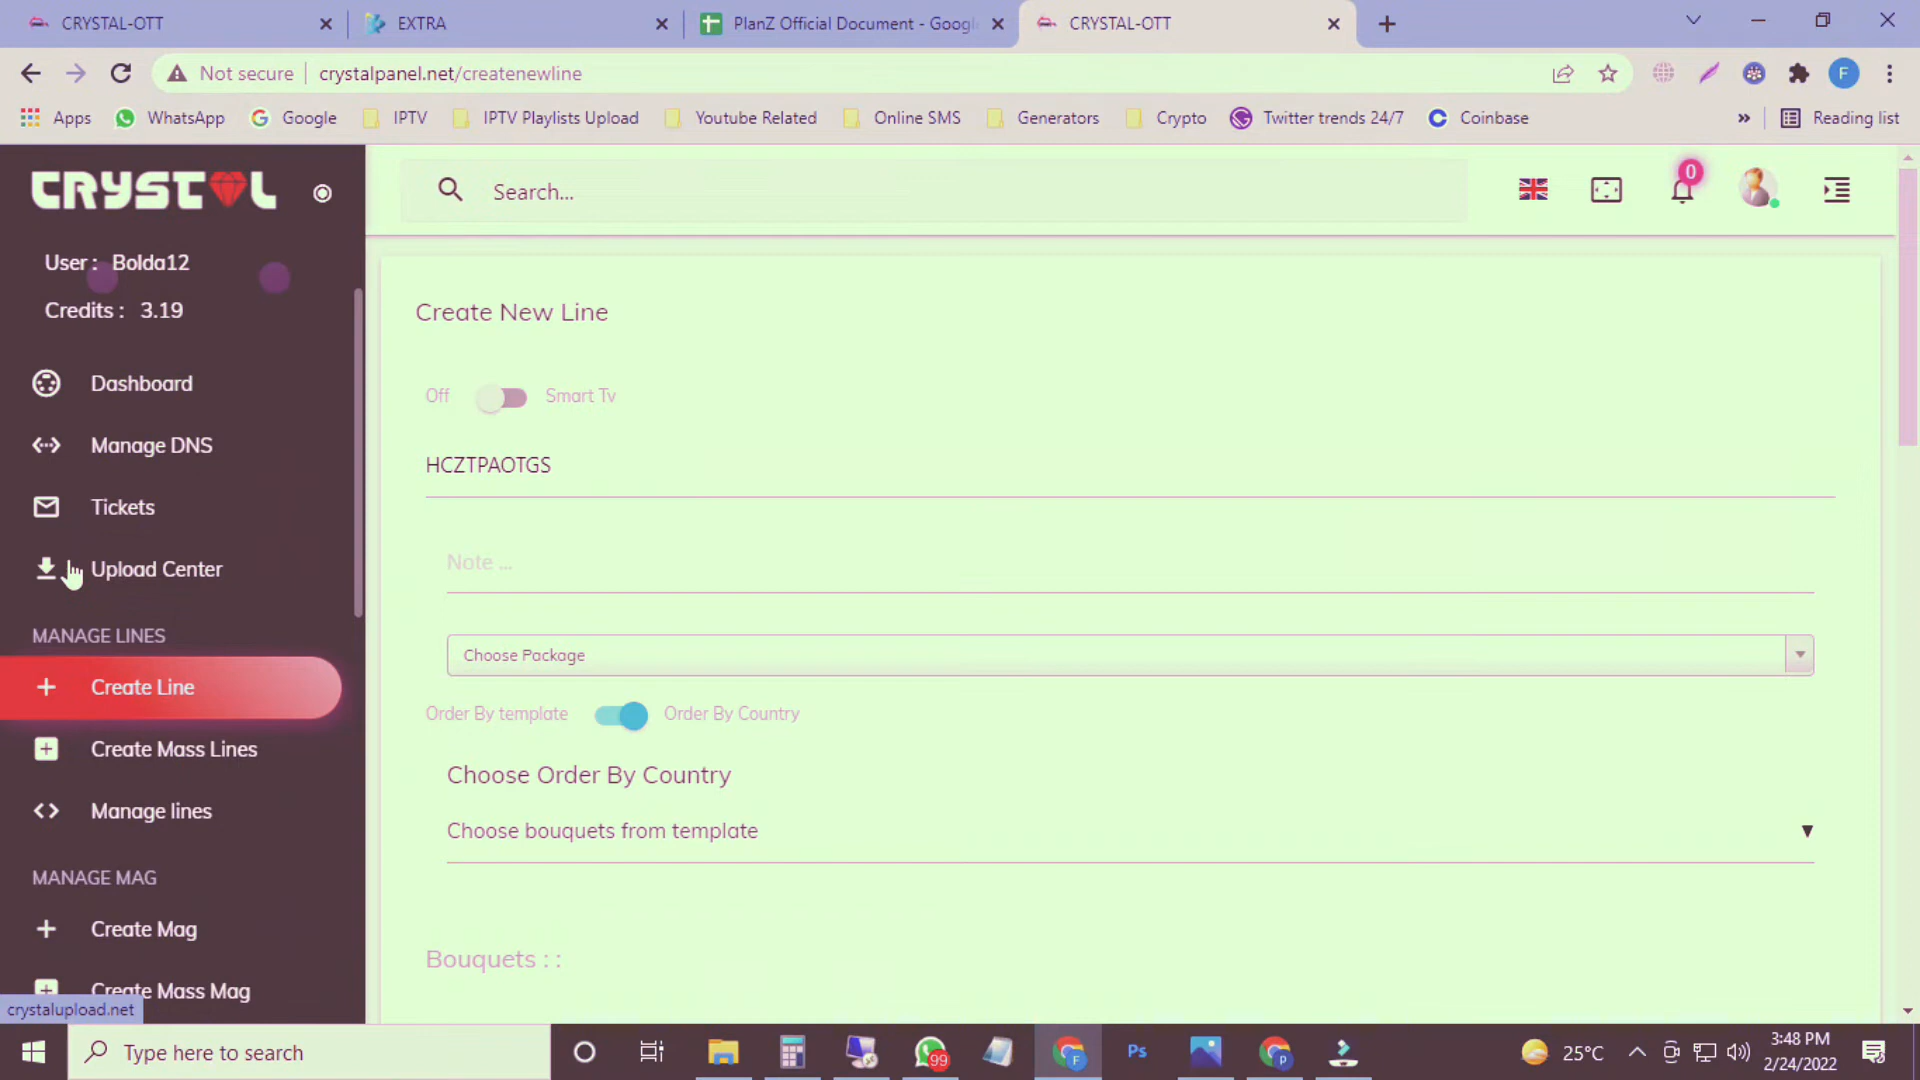 CRYSTAL-OTT
EXTRA
PlanZ Official Document - Googl
CRYSTAL-OTT
Not secure
crystalpanel.net/createnewline
F
Apps
WhatsApp
Google
IPTV
IPTV Playlists Upload
Youtube Related
Online SMS
Generators
Crypto
Twitter trends 24/7
Coinbase
»
Reading list
CRYSTAL
User : Bolda12
Credits : 3.19
Dashboard
Manage DNS
Tickets
Upload Center
MANAGE LINES
Create Line
Create Mass Lines
Manage lines
MANAGE MAG
Create Mag
Create Mass Mag
crystalupload.net
Search...
0
Create New Line
Off
Smart Tv
HCZTPAOTGS
Note ...
Choose Package
Order By template
Order By Country
Choose Order By Country
Choose bouquets from template
Bouquets : :
Type here to search
99
F
Ps
P
25°C
3:48 PM
2/24/2022